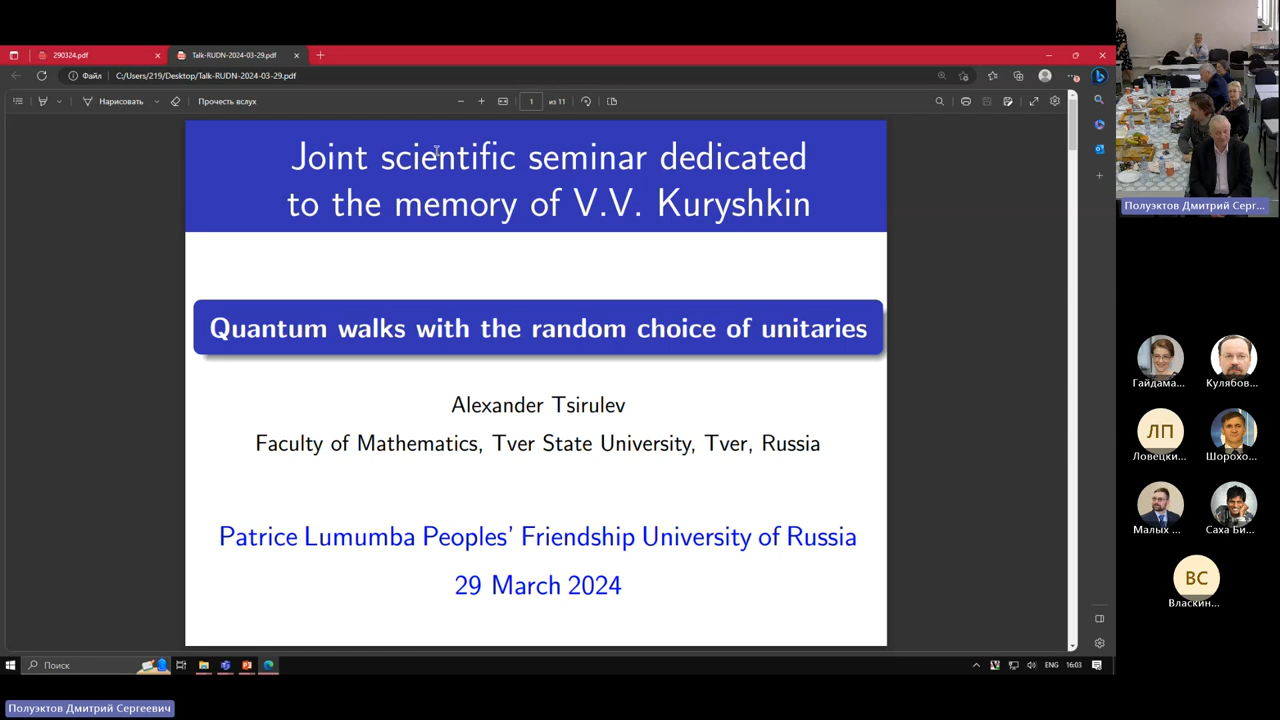 290324.pdf
Talk-RUDN-2024-03-29.pdf
Файл
C:/Users/219/Desktop/Talk-RUDN-2024-03-29.pdf
Нарисовать
Прочесть вслух
1
из 11
Joint scientific seminar dedicated
to the memory of V.V. Kuryshkin
Quantum walks with the random choice of unitaries
Alexander Tsirulev
Faculty of Mathematics, Tver State University, Tver, Russia
Patrice Lumumba Peoples' Friendship University of Russia
29 March 2024
Полуэктов Дмитрий Серг...
Гайдама...
Кулябов...
ЛП
Ловецки...
Шорохо...
Малых ...
Саха Би...
ВС
Власкин...
Поиск
ENG
16:03
Полуэктов Дмитрий Сергеевич